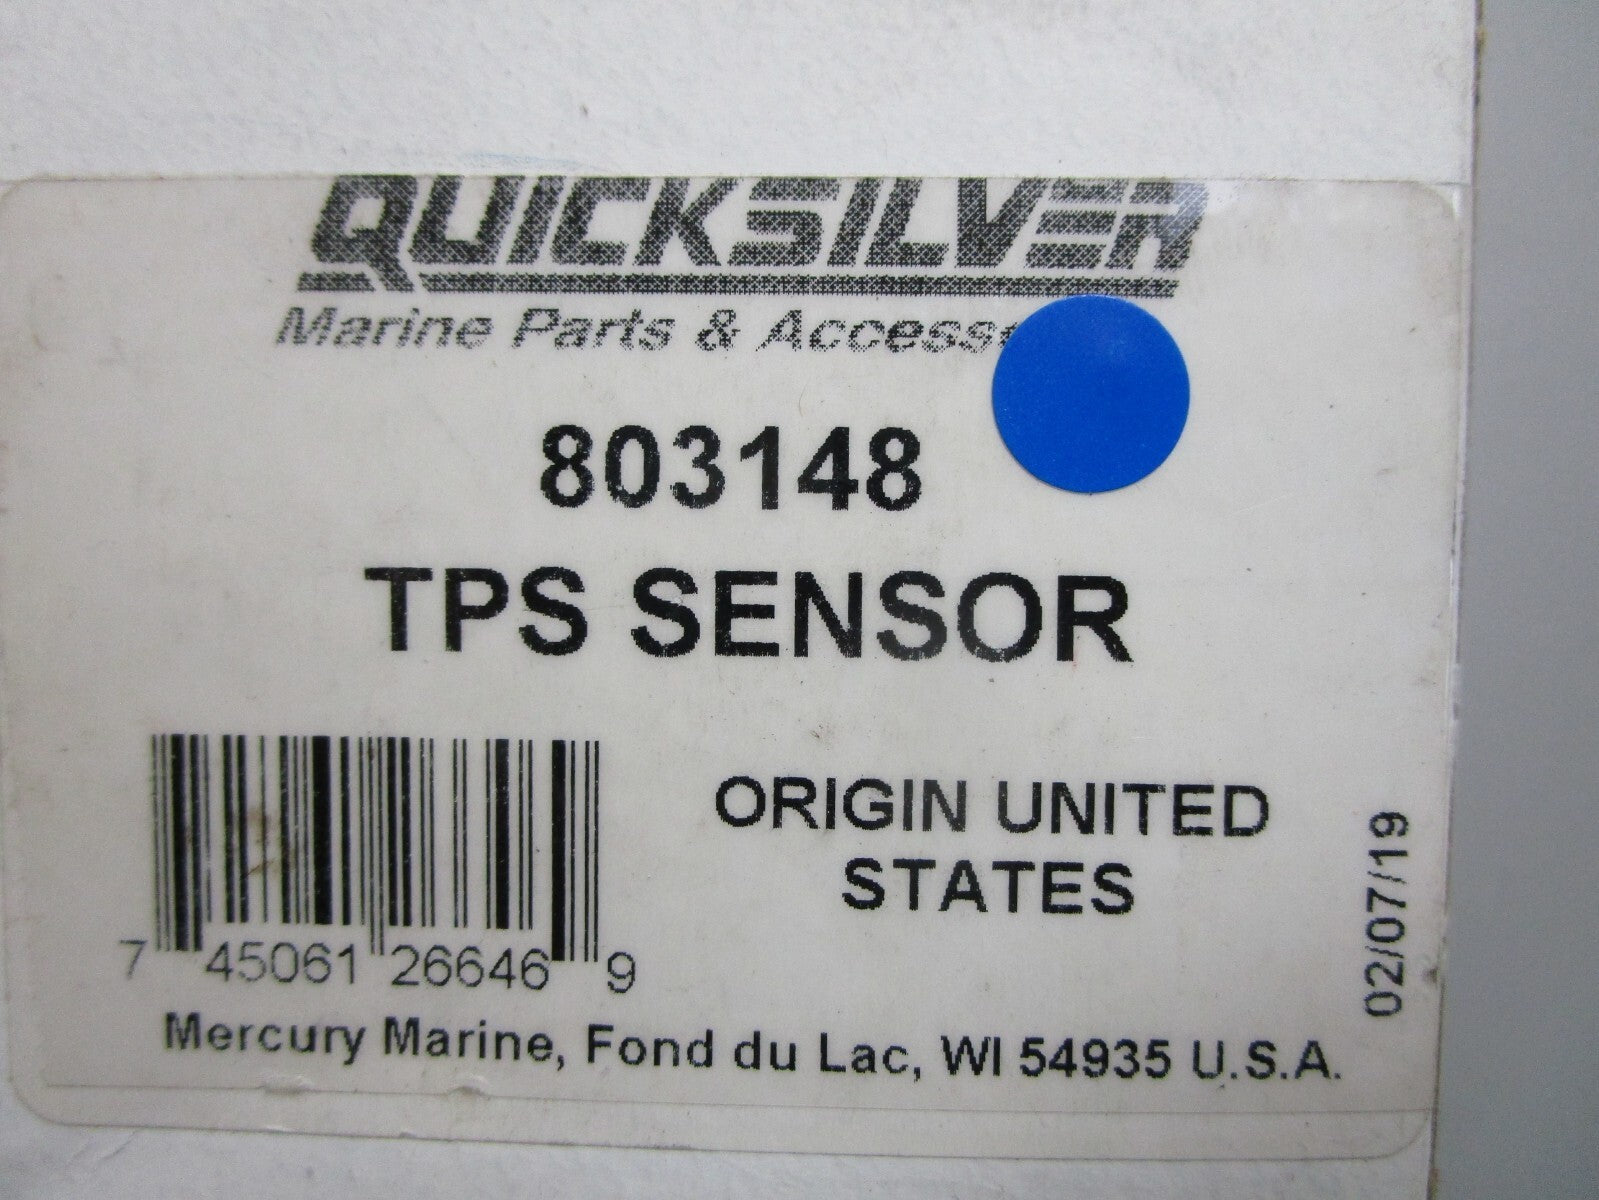 QUICKSILVER
Marine Parts &
803148
TPS SENSOR
ORIGIN UNITED
STATES
7 45061 26646 9
02/07/19
Mercury Marine, Fond du Lac, WI 54935 U.S.A.